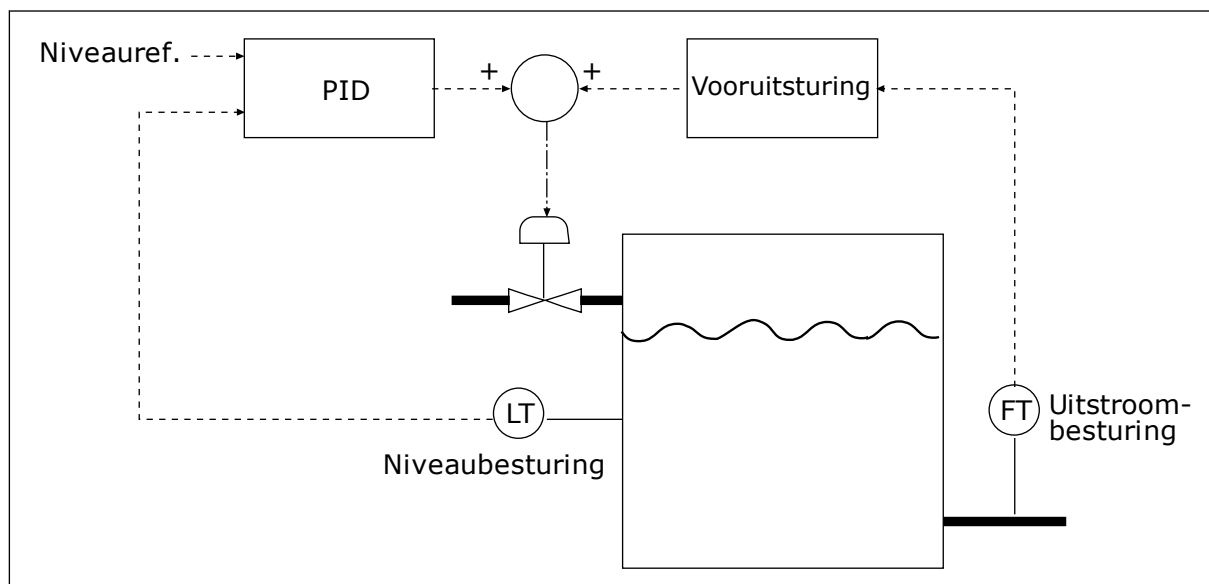 Niveauref.
PID
+
+
Vooruitsturing
LT
Niveaubesturing
FT
Uitstroom-
besturing